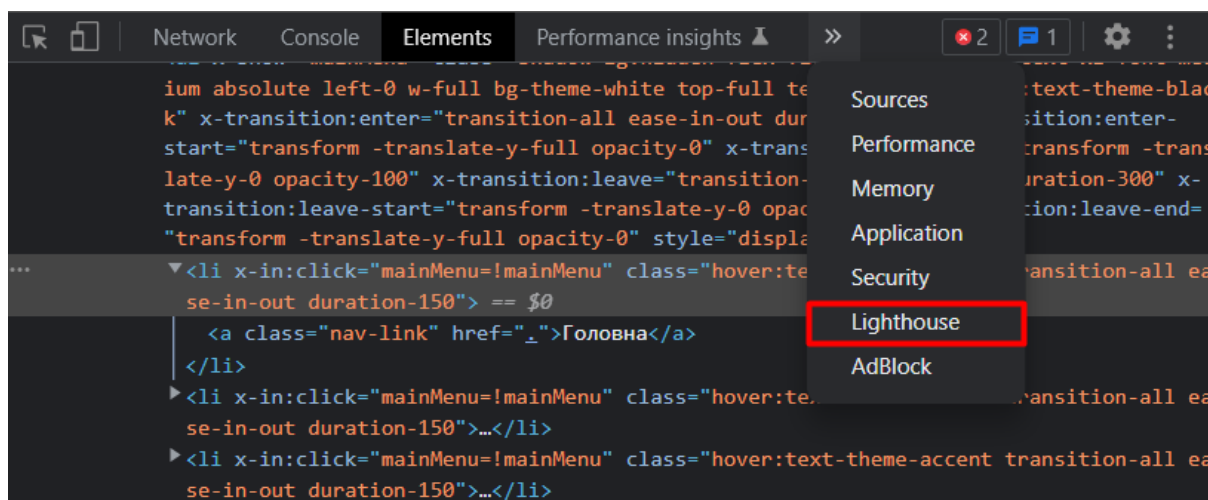 Network Console Elements Performance insights » 2 1
ium absolute left-0 w-full bg-theme-white top-full te :text-theme-blac
k" x-transition:enter="transition-all ease-in-out dur sition:enter-
start="transform -translate-y-full opacity-0" x-trans transform -trans
late-y-0 opacity-100" x-transition:leave="transition- uration-300" x-
transition:leave-start="transform -translate-y-0 opac ion:leave-end=
"transform -translate-y-full opacity-0" style="displa
<li x-in:click="mainMenu=!mainMenu" class="hover:te ansition-all ea
se-in-out duration-150"> == $0
<a class="nav-link" href=".">Головна</a>
</li>
<li x-in:click="mainMenu=!mainMenu" class="hover:te ransition-all ea
se-in-out duration-150">…</li>
<li x-in:click="mainMenu=!mainMenu" class="hover:text-theme-accent transition-all ea
se-in-out duration-150">…</li>
Sources
Performance
Memory
Application
Security
Lighthouse
AdBlock